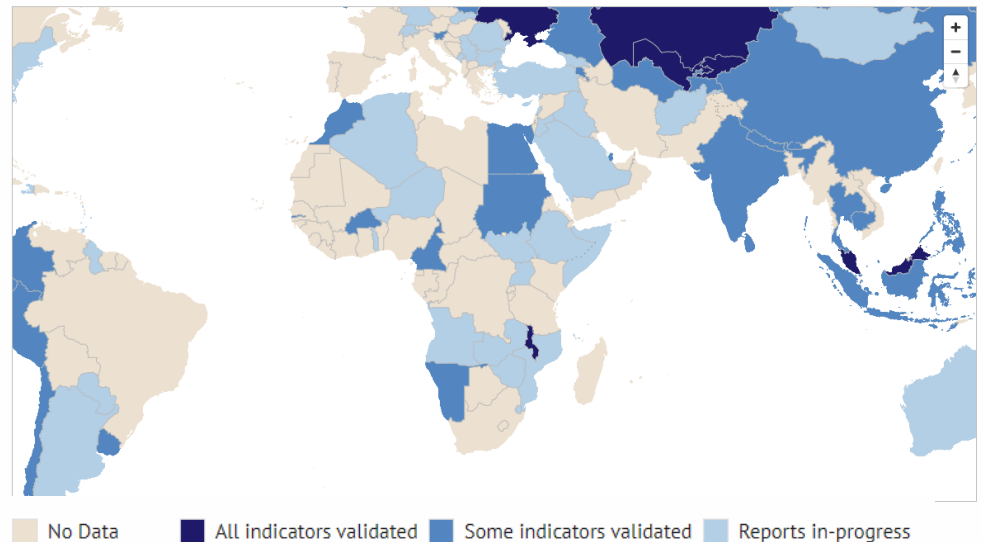 +
−
No Data All indicators validated Some indicators validated Reports in-progress